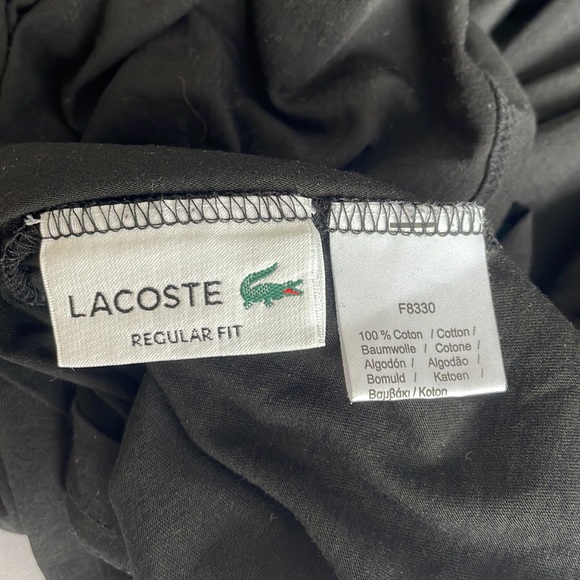 LACOSTE
REGULAR FIT
F8330
100% Coton / Cotton /
Baumwolle / Cotone /
Algodón / Algodão /
Bomuld / Katoen /
Βαμβάκι / Koton